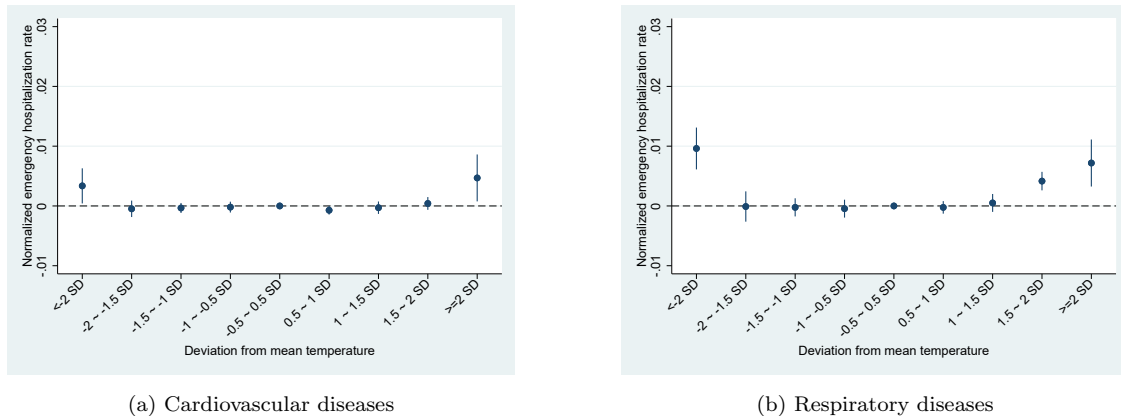 Normalized emergency hospitalization rate
.03
.02
.01
0
-.01
<-2 SD
-2 ~ -1.5 SD
-1.5 ~ -1 SD
-1 ~ -0.5 SD
-0.5 ~ 0.5 SD
0.5 ~ 1 SD
1 ~ 1.5 SD
1.5 ~ 2 SD
>=2 SD
Deviation from mean temperature
(a) Cardiovascular diseases
Normalized emergency hospitalization rate
.03
.02
.01
0
-.01
<-2 SD
-2 ~ -1.5 SD
-1.5 ~ -1 SD
-1 ~ -0.5 SD
-0.5 ~ 0.5 SD
0.5 ~ 1 SD
1 ~ 1.5 SD
1.5 ~ 2 SD
>=2 SD
Deviation from mean temperature
(b) Respiratory diseases